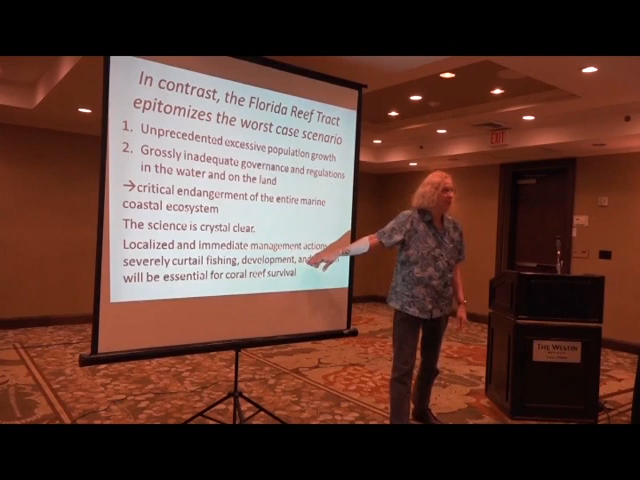 In contrast, the Florida Reef Tract
epitomizes the worst case scenario
1. Unprecedented excessive population growth
2. Grossly inadequate governance and regulations
in the water and on the land
→critical endangerment of the entire marine
coastal ecosystem
The science is crystal clear.
Localized and immediate management actions
severely curtail fishing, development, and
will be essential for coral reef survival
EXIT
THE WESTIN